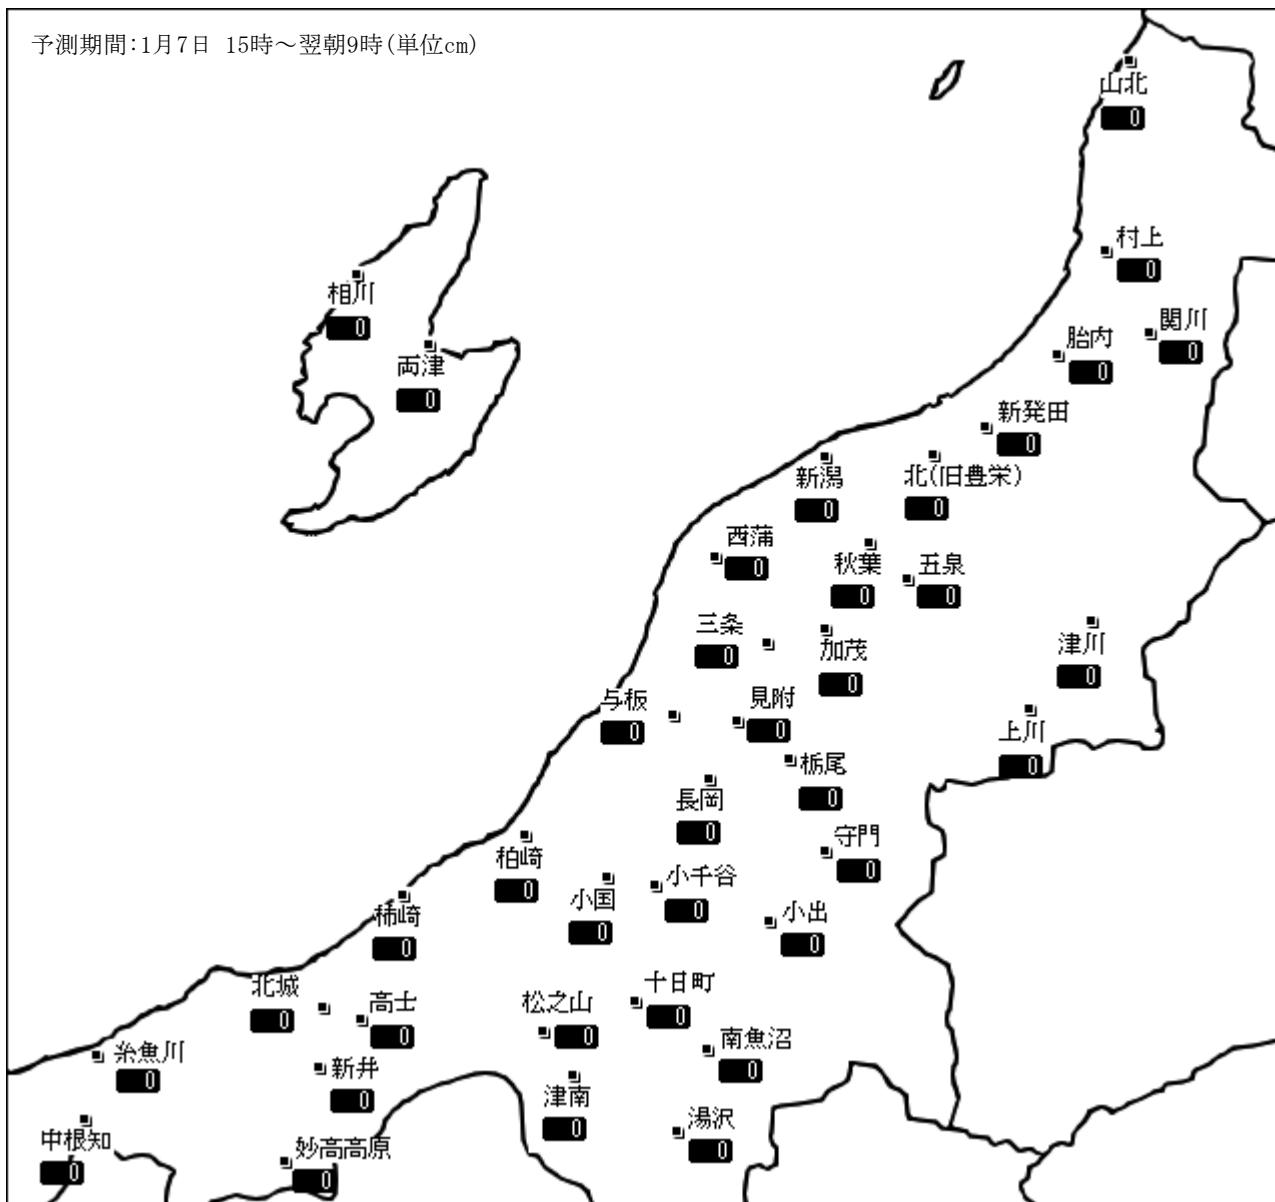 予測期間:1月7日 15時～翌朝9時(単位cm)
山北
0
村上
0
相川
0
関川
0
胎内
0
両津
0
新発田
0
新潟
0
北(旧豊栄)
0
西蒲
0
秋葉
0
五泉
0
三条
0
加茂
0
津川
0
与板
0
見附
0
上川
0
栃尾
0
長岡
0
守門
0
柏崎
0
小国
0
小千谷
0
小出
0
柿崎
0
北城
0
高士
0
松之山
0
十日町
0
南魚沼
0
糸魚川
0
新井
0
津南
0
湯沢
0
中根知
0
妙高高原
0